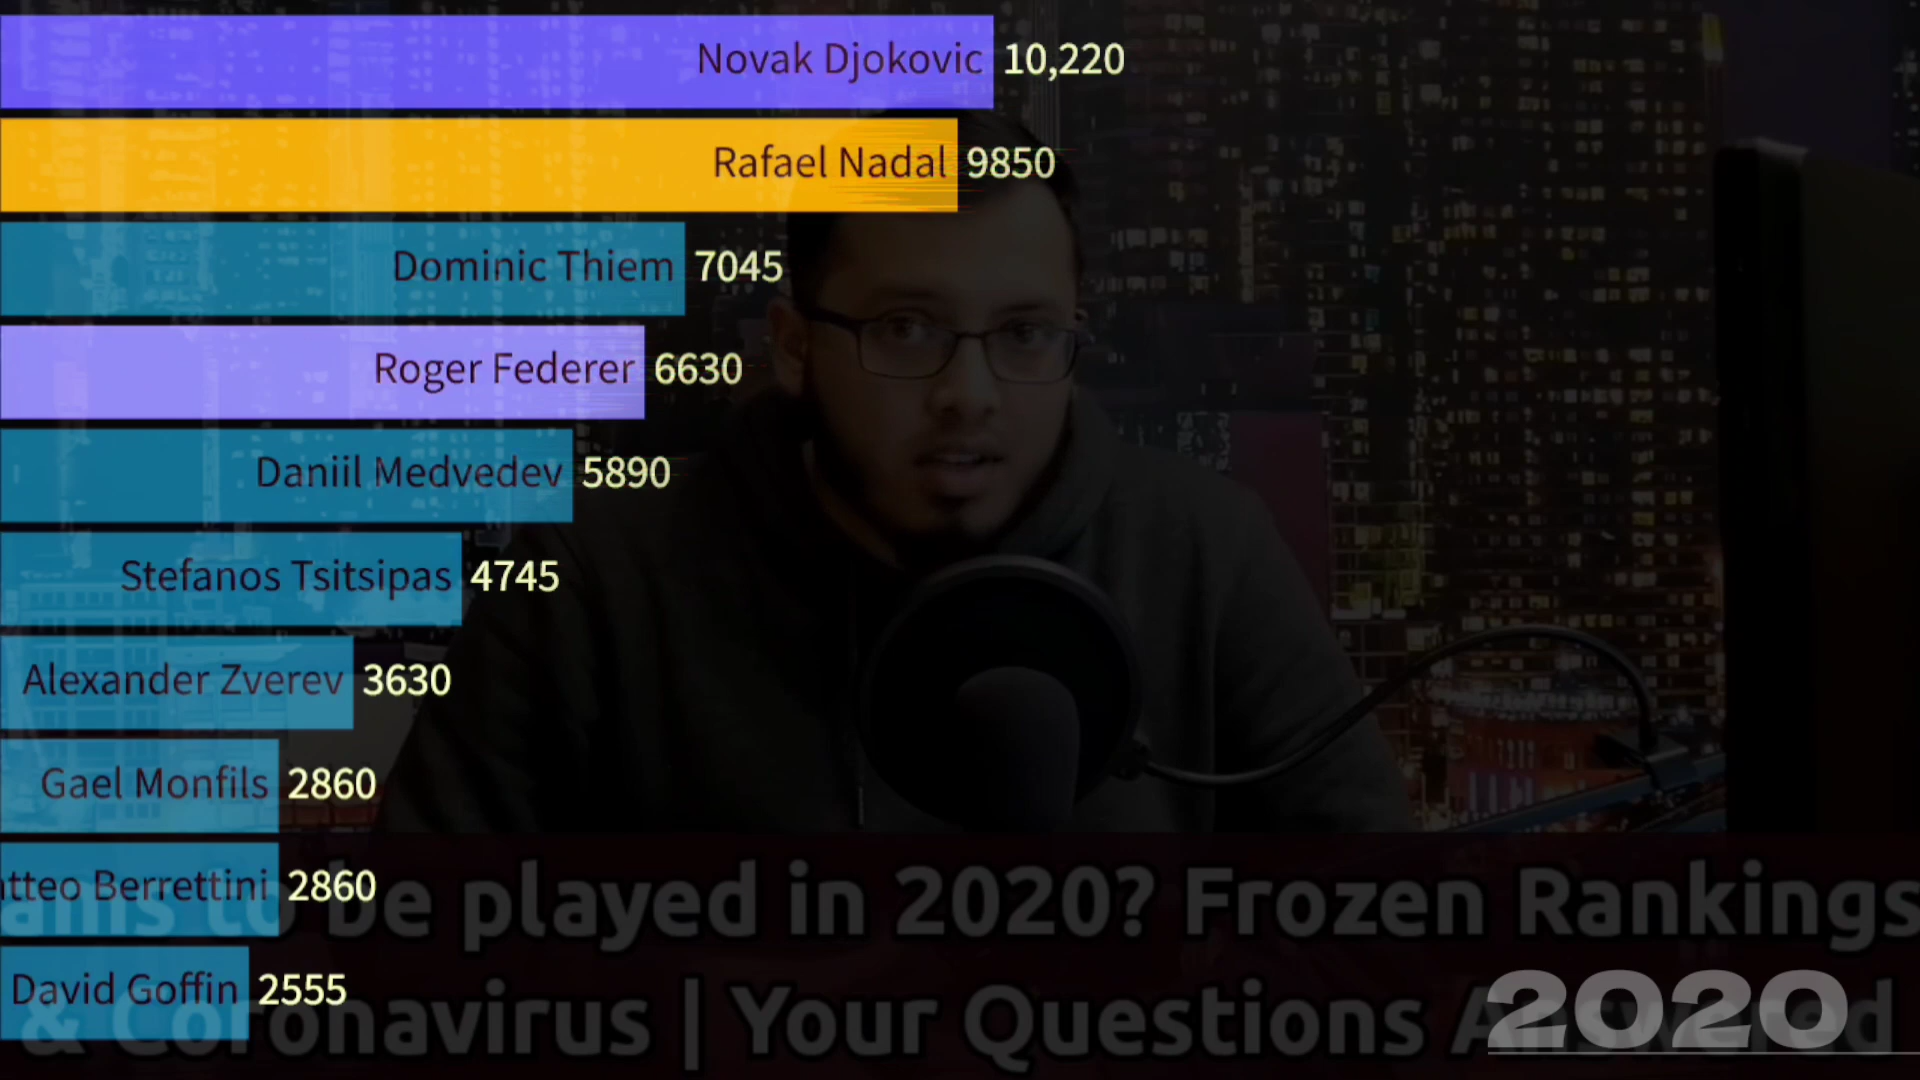 Novak Djokovic 10,220
Rafael Nadal 9850
Dominic Thiem 7045
Roger Federer 6630
Daniil Medvedev 5890
Stefanos Tsitsipas 4745
Alexander Zverev 3630
Gael Monfils 2860
tteo Berrettini 2860
David Goffin 2555
to be played in 2020? Frozen Rankings
& Coronavirus | Your Questions Answered
2020